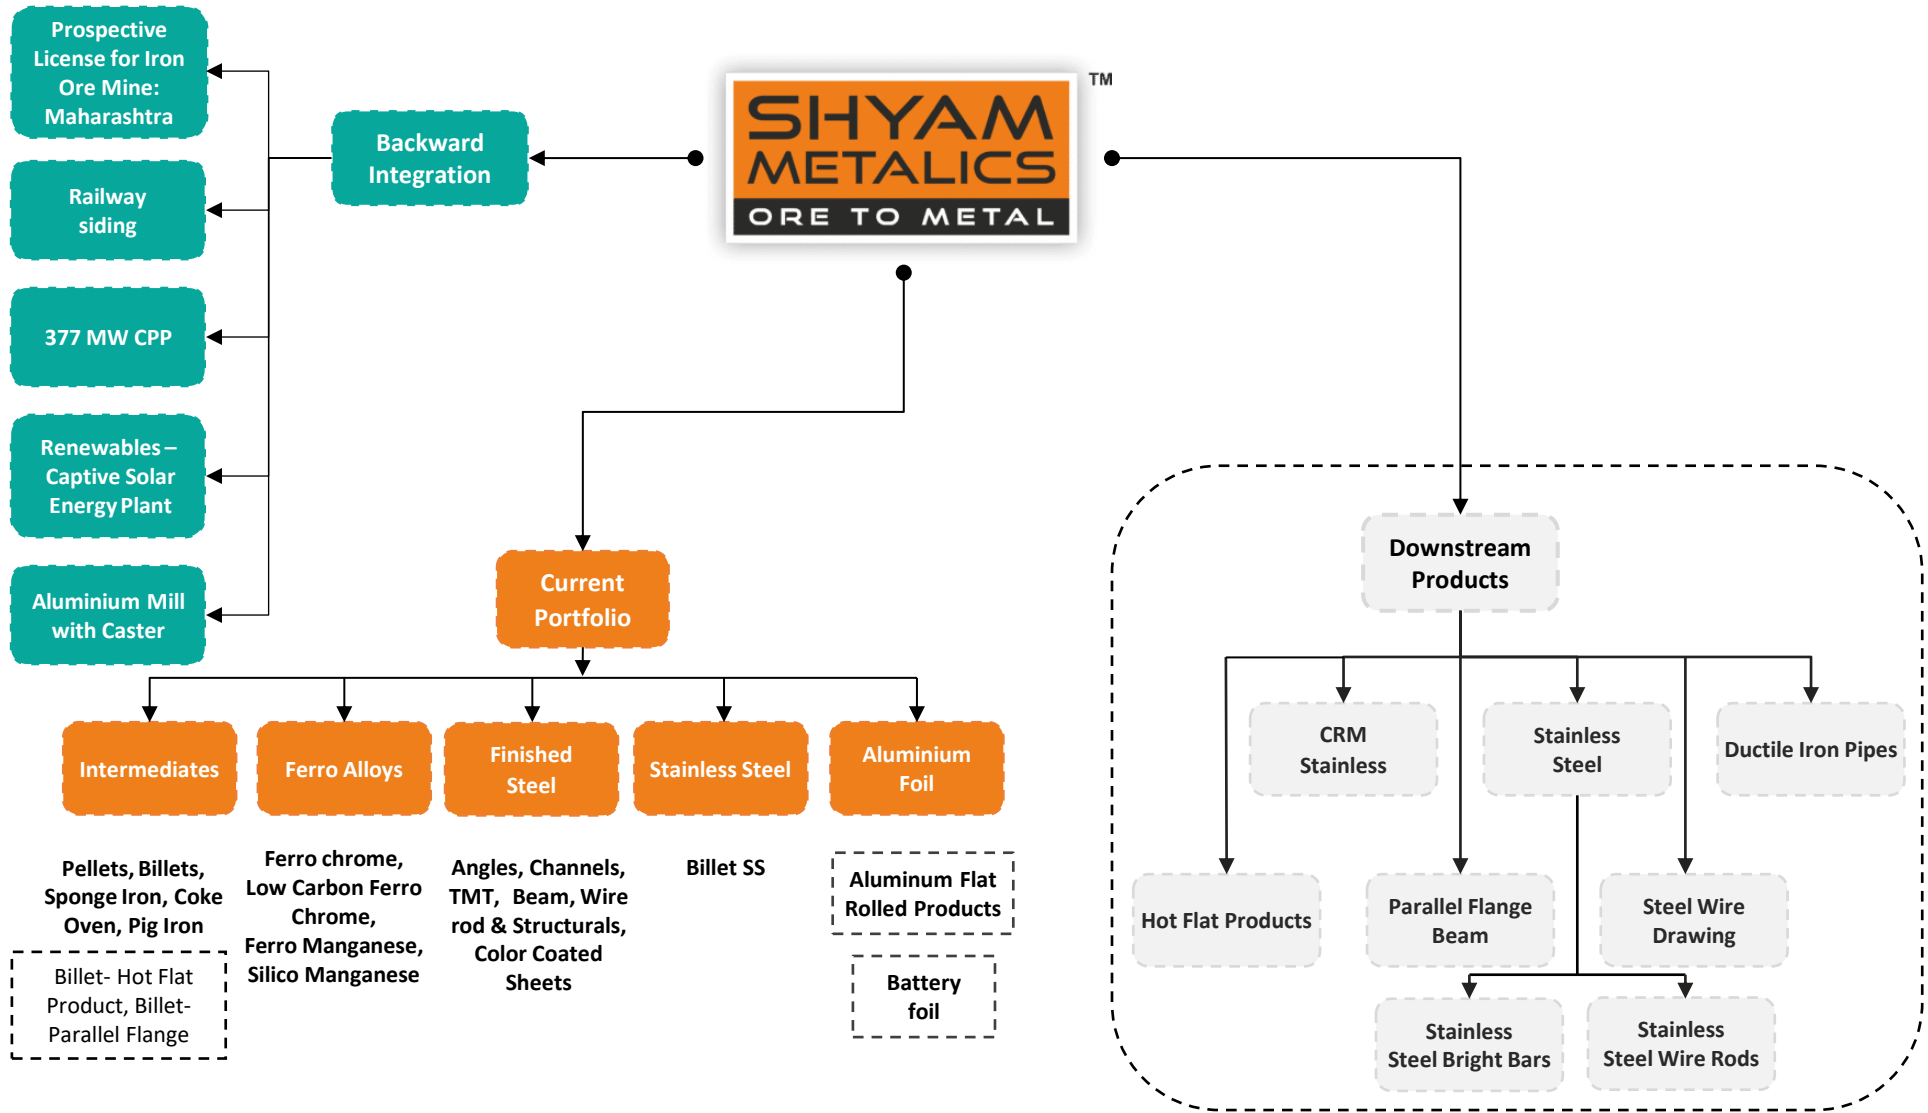 Prospective
License for Iron
Ore Mine:
Maharashtra
Railway
siding
377 MW CPP
Renewables –
Captive Solar
Energy Plant
Aluminium Mill
with Caster
Backward
Integration
SHYAM
METALICS
ORE TO METAL
TM
Current
Portfolio
Intermediates
Ferro Alloys
Finished
Steel
Stainless Steel
Aluminium
Foil
Pellets, Billets,
Sponge Iron, Coke
Oven, Pig Iron
Billet- Hot Flat
Product, Billet-
Parallel Flange
Ferro chrome,
Low Carbon Ferro
Chrome,
Ferro Manganese,
Silico Manganese
Angles, Channels,
TMT, Beam, Wire
rod & Structurals,
Color Coated
Sheets
Billet SS
Aluminum Flat
Rolled Products
Battery
foil
Downstream
Products
CRM
Stainless
Stainless
Steel
Ductile Iron Pipes
Hot Flat Products
Parallel Flange
Beam
Steel Wire
Drawing
Stainless
Steel Bright Bars
Stainless
Steel Wire Rods